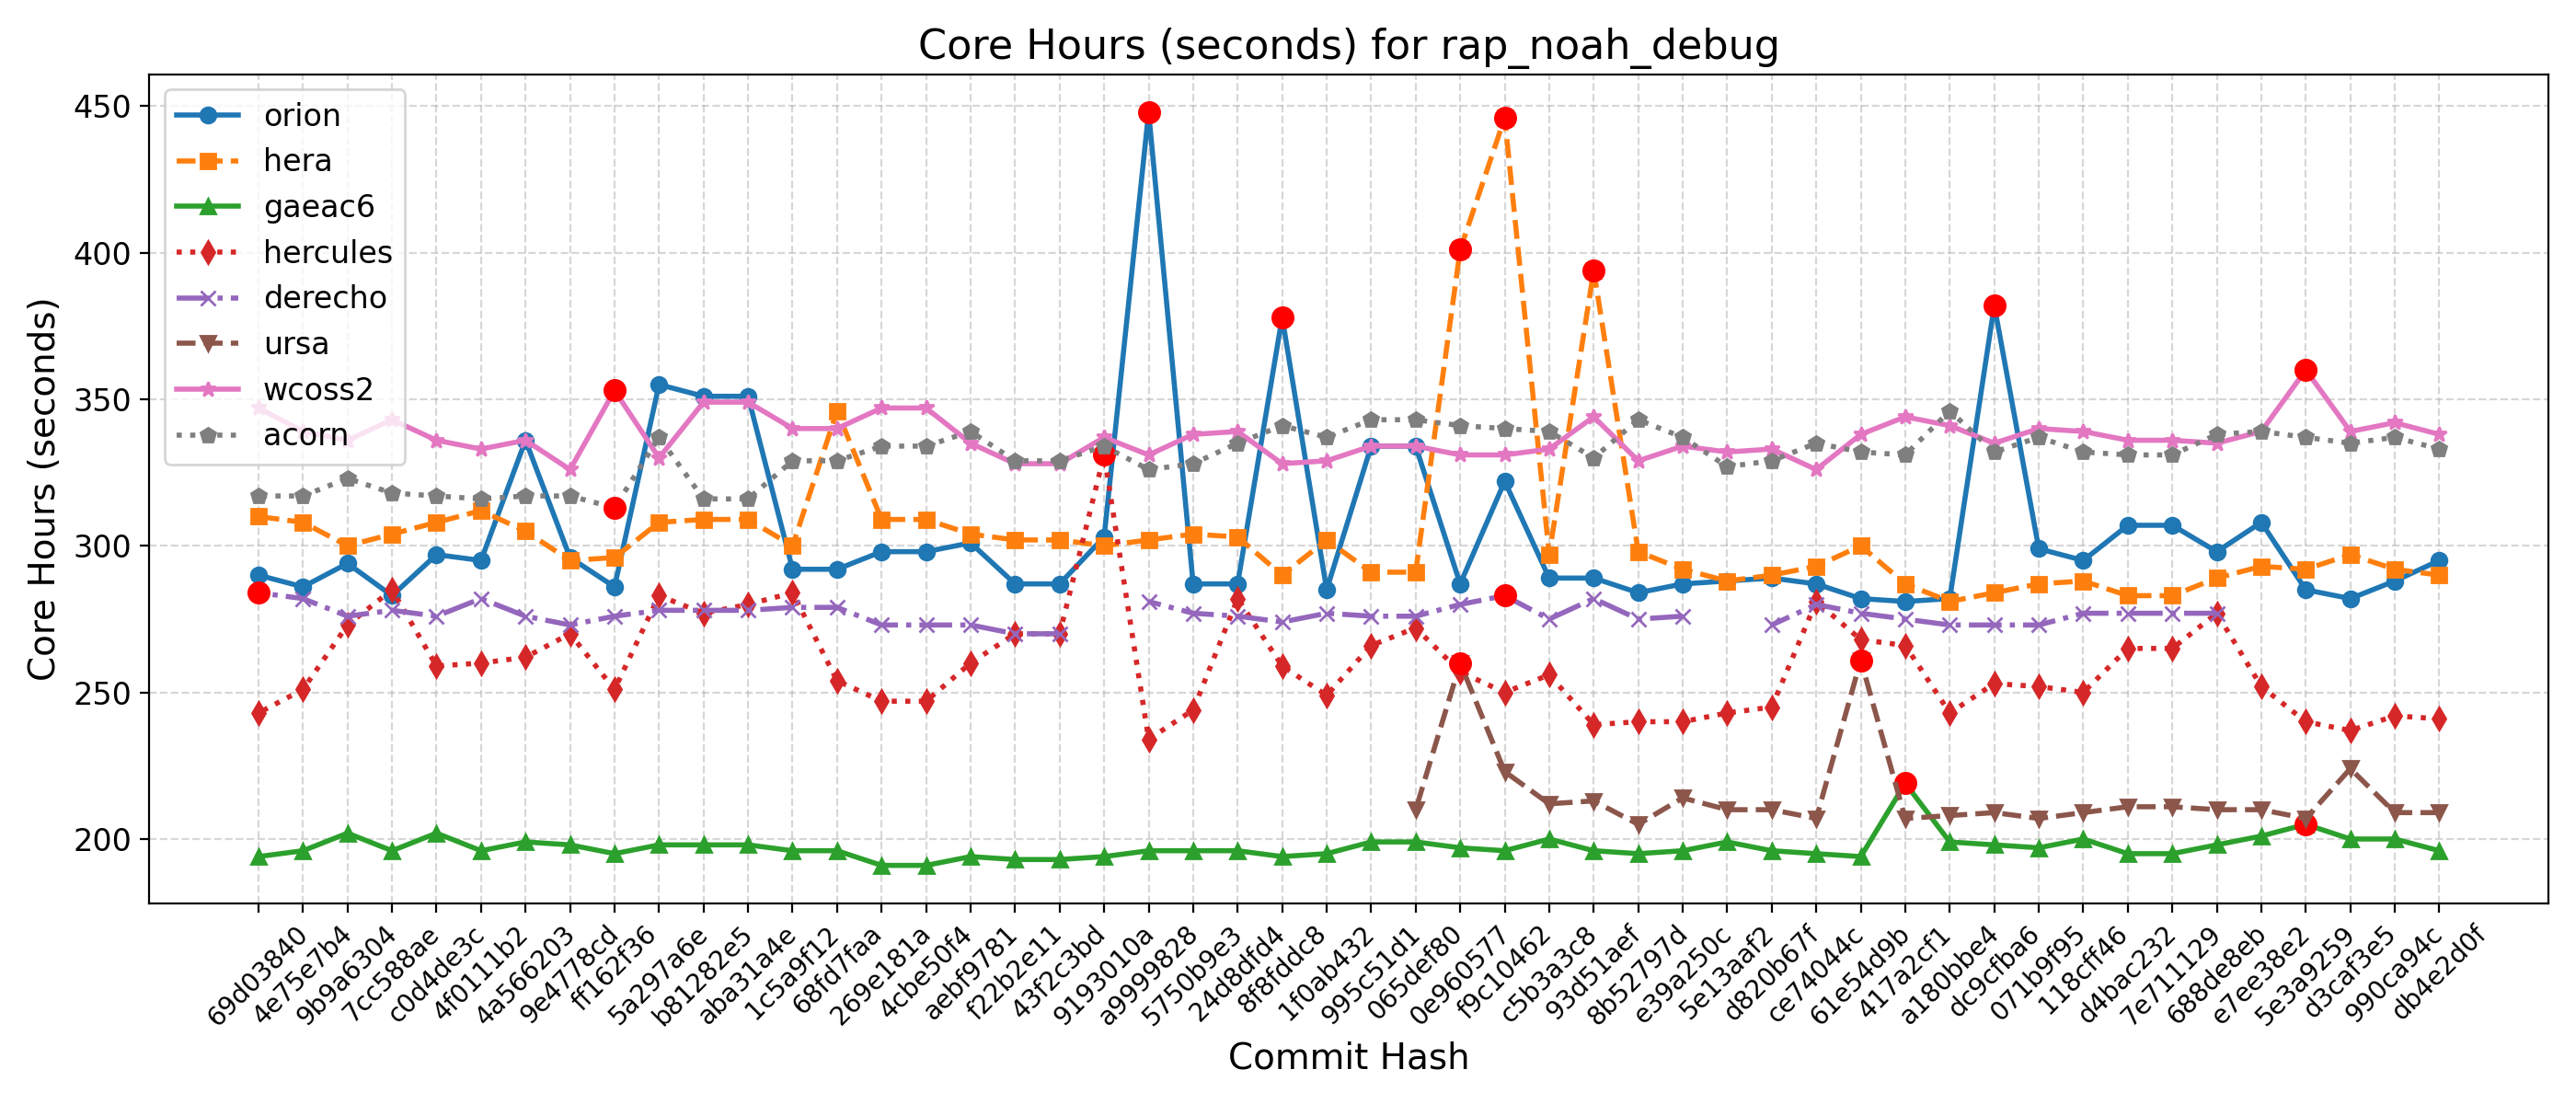 Core Hours (seconds) for rap_noah_debug
Core Hours (seconds)
450
400
350
300
250
200
orion
hera
gaeac6
hercules
derecho
ursa
wcoss2
acorn
69d03840
4e75e7b4
9b9a6304
7cc588ae
c0d4de3c
4f0111b2
4a566203
9e4778cd
ff162f36
5a297a6e
b81282e5
aba31a4e
1c5a9f12
68fd7faa
269e181a
4cbe50f4
aebf9781
f22b2e11
43f2c3bd
9193010a
a9999828
5750b9e3
24d8dfd4
8f8fddc8
1f0ab432
995c51d1
065def80
0e960577
f9c10462
c5b3a3c8
93d51aef
8b52797d
e39a250c
5e13aaf2
d820b67f
ce74044c
61e54d9b
417a2cf1
a180bbe4
dc9cfba6
071b9f95
118cff46
d4bac232
7e711129
688de8eb
e7ee38e2
5e3a9259
d3caf3e5
990ca94c
db4e2d0f
Commit Hash